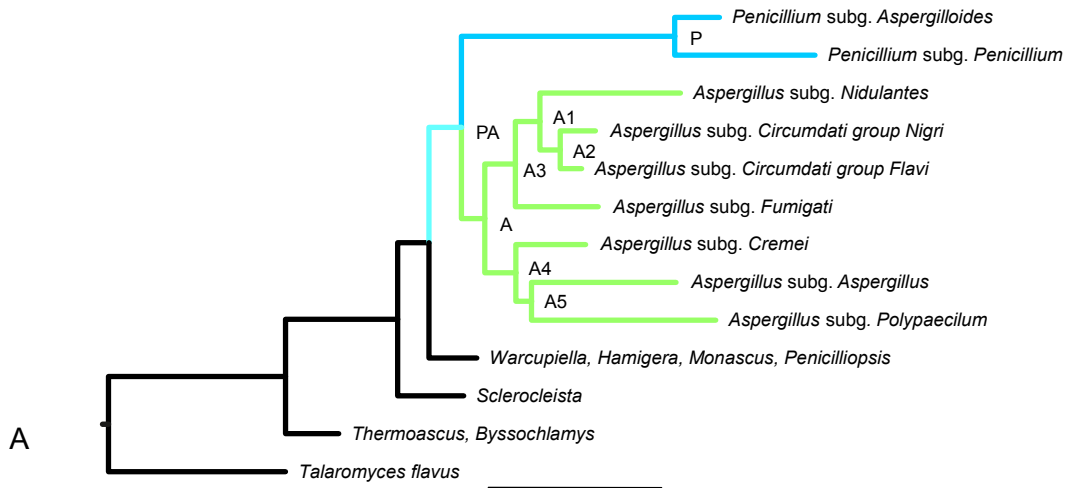 Penicillium subg. Aspergilloides
P
Penicillium subg. Penicillium
Aspergillus subg. Nidulantes
A1
PA
Aspergillus subg. Circumdati group Nigri
A2
A3
Aspergillus subg. Circumdati group Flavi
Aspergillus subg. Fumigati
A
Aspergillus subg. Cremei
A4
Aspergillus subg. Aspergillus
A5
Aspergillus subg. Polypaecilum
Warcupiella, Hamigera, Monascus, Penicilliopsis
Sclerocleista
Thermoascus, Byssochlamys
A
Talaromyces flavus